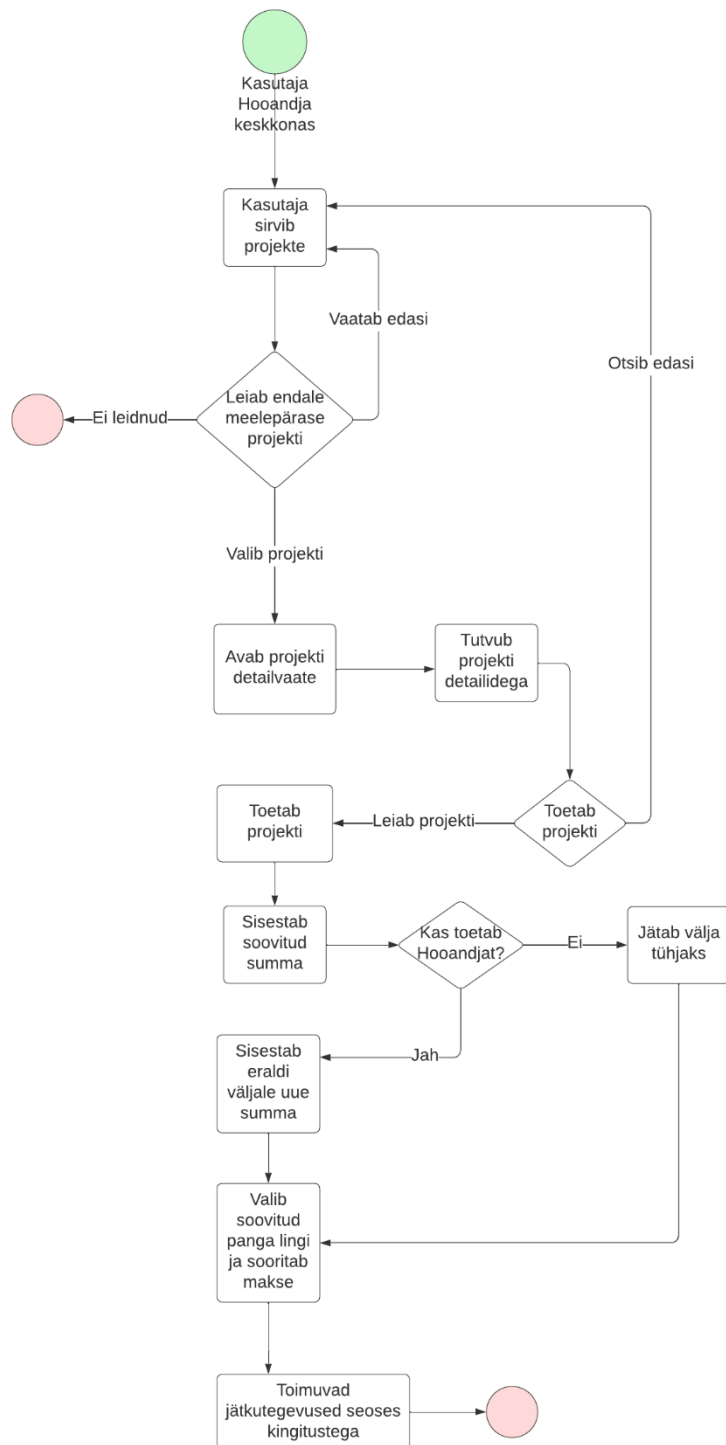 Kasutaja
Hooandja
keskkonas
Kasutaja
sirvib
projekte
Vaatab edasi
Otsib edasi
Leiab endale
meelepärase
projekti
Ei leidnud
Valib projekti
Avab projekti
detailvaate
Tutvub
projekti
detailidega
Toetab
projekti
Leiab projekti
Toetab
projekti
Sisestab
soovitud
summa
Kas toetab
Hooandjat?
Ei
Jätab välja
tühjaks
Jah
Sisestab
eraldi
väljale uue
summa
Valib
soovitud
panga lingi
ja sooritab
makse
Toimuvad
jätkutegevused seoses
kingitustega